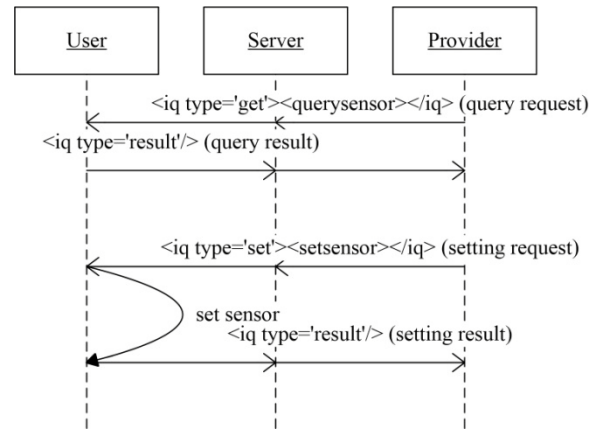 User Server Provider
<iq type='get'><querysensor></iq> (query request)
<iq type='result'/> (query result)
<iq type='set'><setsensor></iq> (setting request)
set sensor
<iq type='result'/> (setting result)